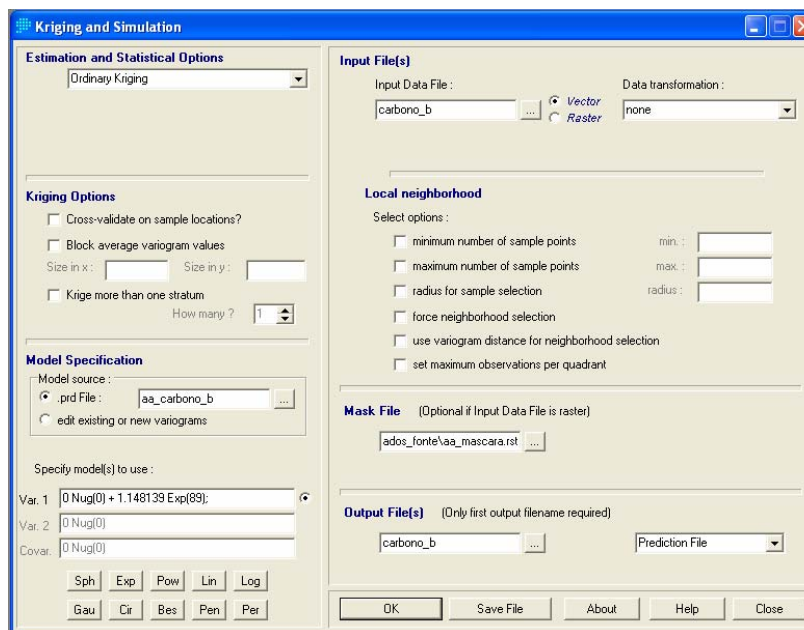 Kriging and Simulation
Estimation and Statistical Options
Ordinary Kriging
Kriging Options
Cross-validate on sample locations?
Block average variogram values
Size in x : Size in y :
Krige more than one stratum
How many ? 1
Model Specification
Model source :
.prd File : aa_carbono_b ...
edit existing or new variograms
Specify model(s) to use :
Var. 1 0 Nug(0) + 1.148139 Exp(89);
Var. 2 0 Nug(0)
Covar. 0 Nug(0)
Sph Exp Pow Lin Log
Gau Cir Bes Pen Per
Input File(s)
Input Data File : Data transformation :
carbono_b ... Vector none
Raster
Local neighborhood
Select options :
minimum number of sample points min. :
maximum number of sample points max. :
radius for sample selection radius :
force neighborhood selection
use variogram distance for neighborhood selection
set maximum observations per quadrant
Mask File (Optional if Input Data File is raster)
ados_fonte\aa_mascara.rst ...
Output File(s) (Only first output filename required)
carbono_b ... Prediction File
OK Save File About Help Close